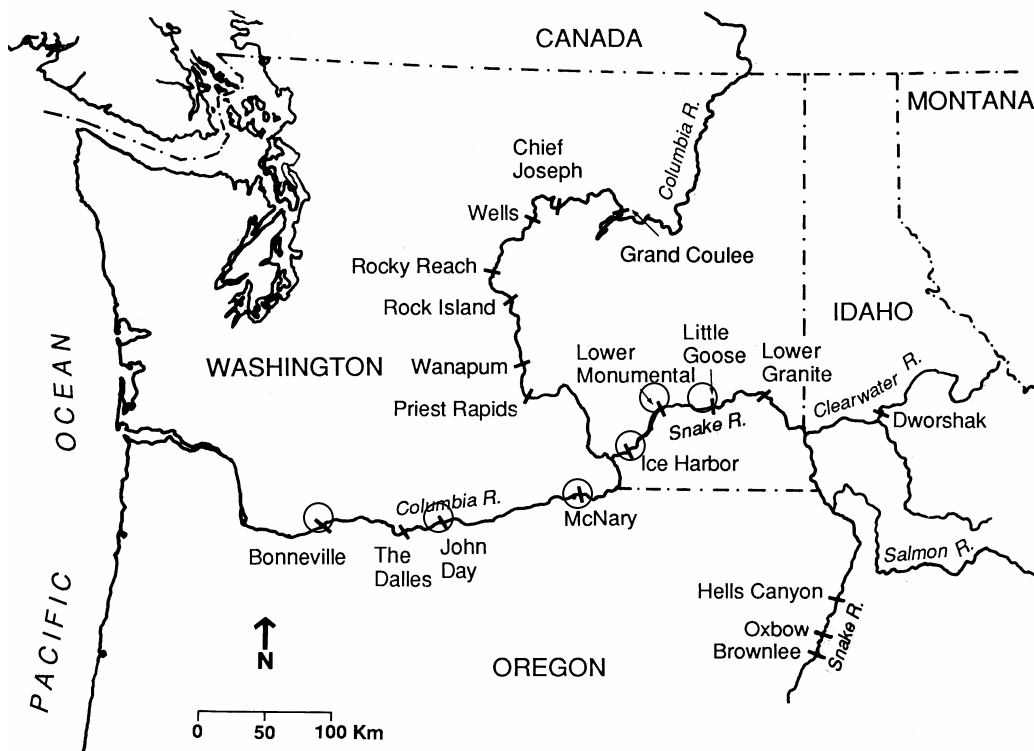 CANADA
MONTANA
Columbia R.
Chief
Joseph
Wells
Grand Coulee
Rocky Reach
Rock Island
IDAHO
WASHINGTON
Wanapum
Priest Rapids
Lower
Monumental
Little
Goose
Lower
Granite
Clearwater R.
Dworshak
Snake R.
Ice Harbor
PACIFIC OCEAN
Columbia R.
McNary
Bonneville
The
Dalles
John
Day
Salmon R.
Hells Canyon
Oxbow
Brownlee
Snake R.
N
OREGON
0 50 100 Km